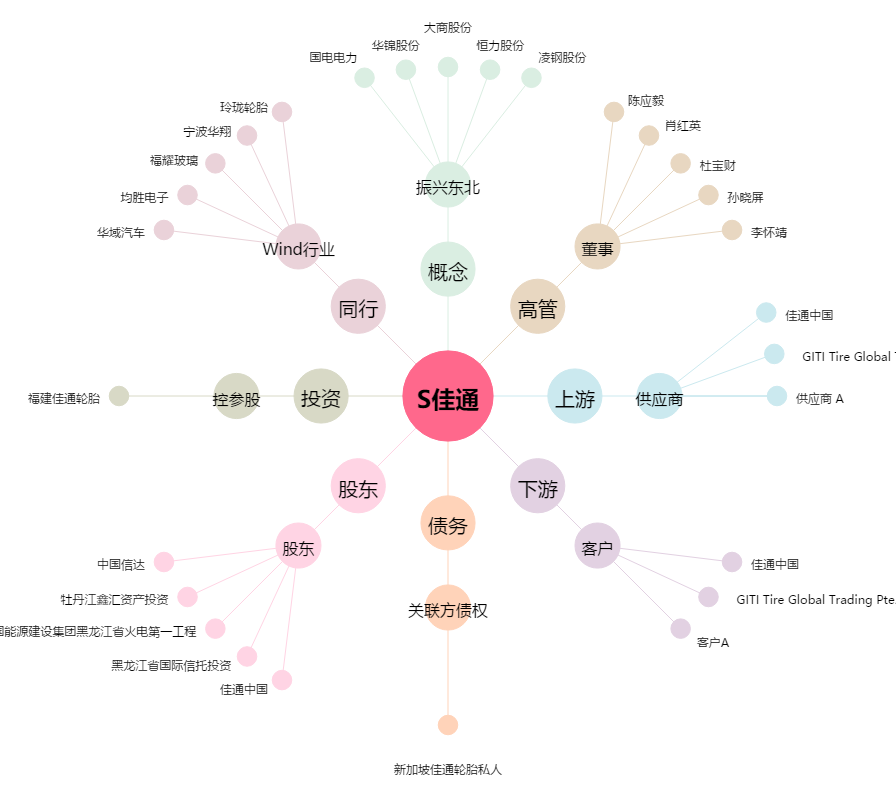 大商股份
华锦股份
恒力股份
国电电力
凌钢股份
玲珑轮胎
陈应毅
宁波华翔
肖红英
福耀玻璃
杜宝财
均胜电子
振兴东北
孙晓屏
华域汽车
李怀靖
Wind行业
董事
概念
同行
高管
佳通中国
GITI Tire Global
福建佳通轮胎
控参股
投资
S佳通
上游
供应商
供应商 A
股东
下游
债务
股东
客户
中国信达
佳通中国
牡丹江鑫汇资产投资
关联方债权
GITI Tire Global Trading Pte.
能源建设集团黑龙江省火电第一工程
客户A
黑龙江省国际信托投资
佳通中国
新加坡佳通轮胎私人